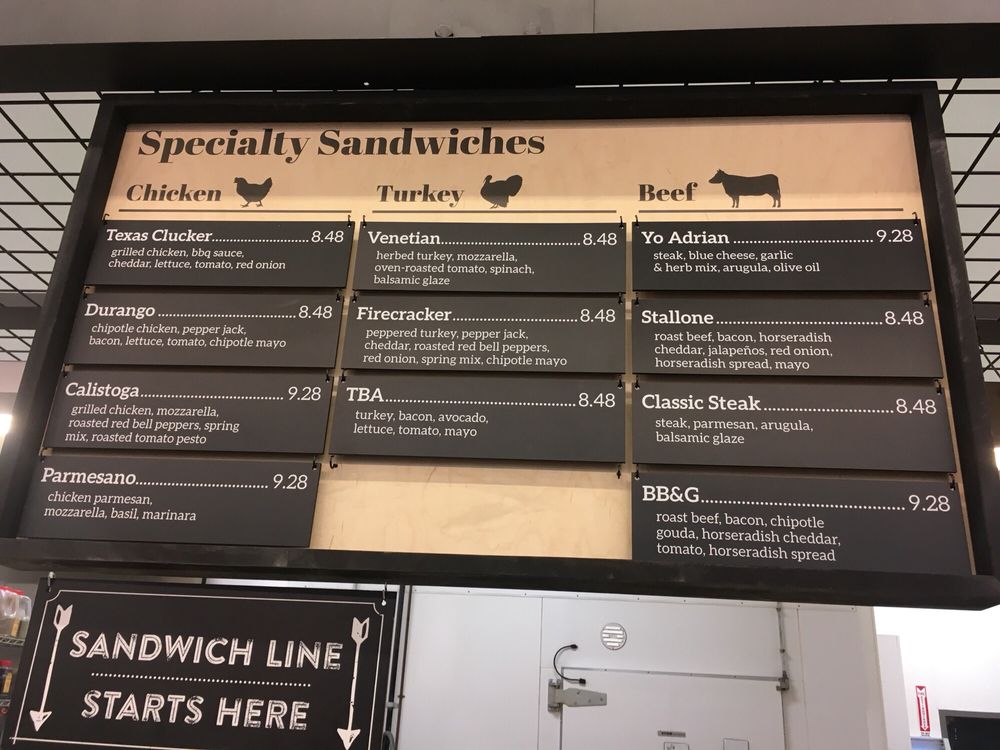 Specialty Sandwiches
Chicken
Texas Clucker..........................8.48
grilled chicken, bbq sauce,
cheddar, lettuce, tomato, red onion
Durango....................................8.48
chipotle chicken, pepper jack,
bacon, lettuce, tomato, chipotle mayo
Calistoga.....................................9.28
grilled chicken, mozzarella,
roasted red bell peppers, spring
mix, roasted tomato pesto
Parmesano..................................9.28
chicken parmesan,
mozzarella, basil, marinara
Turkey
Venetian.....................................8.48
herbed turkey, mozzarella,
oven-roasted tomato, spinach,
balsamic glaze
Firecracker.................................8.48
peppered turkey, pepper jack,
cheddar, roasted red bell peppers,
red onion, spring mix, chipotle mayo
TBA..................................................8.48
turkey, bacon, avocado,
lettuce, tomato, mayo
Beef
Yo Adrian.....................................9.28
steak, blue cheese, garlic
& herb mix, arugula, olive oil
Stallone............................................8.48
roast beef, bacon, horseradish
cheddar, jalapeños, red onion,
horseradish spread, mayo
Classic Steak..................................8.48
steak, parmesan, arugula,
balsamic glaze
BB&G...................................................9.28
roast beef, bacon, chipotle
gouda, horseradish cheddar,
tomato, horseradish spread
SANDWICH LINE
STARTS HERE